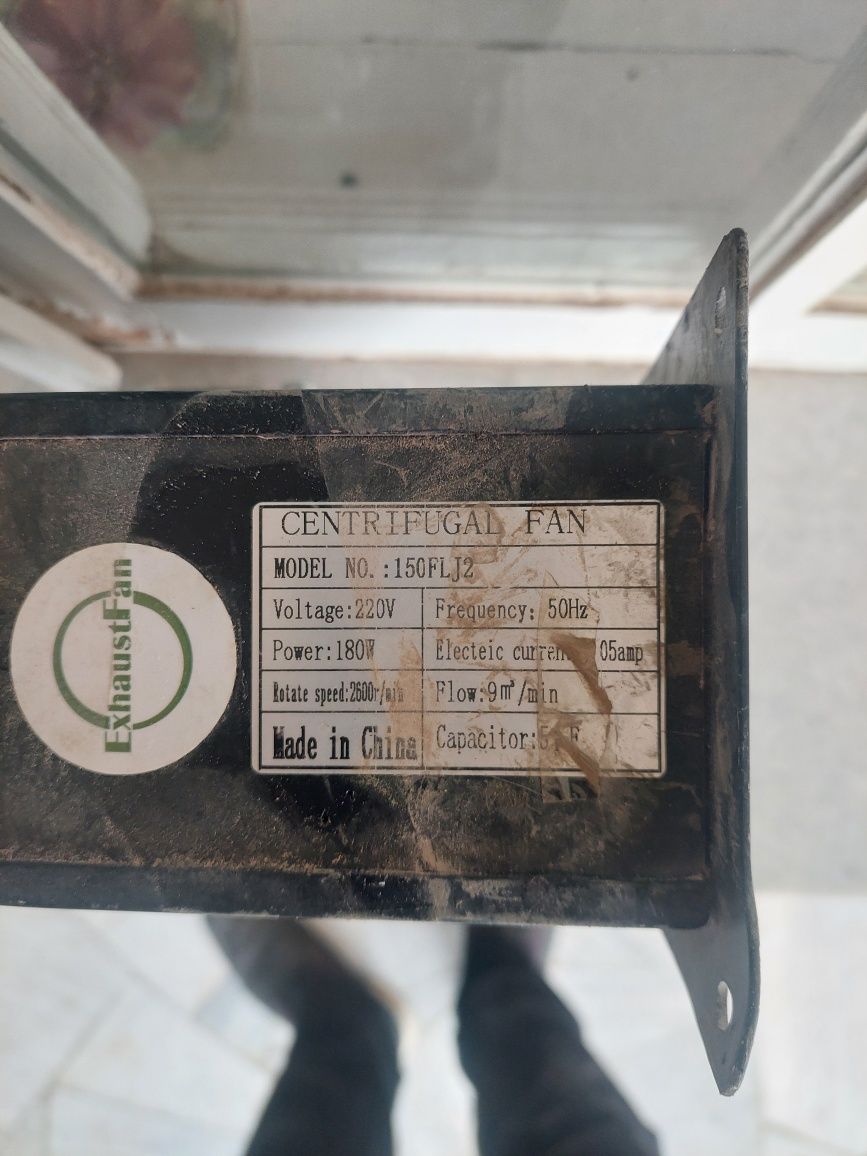 ExhaustFan
CENTRIFUGAL FAN
MODEL NO.:150FLJ2
Voltage:220V Frequency: 50Hz
Power:180W Electeic 05amp
Rotate speed:2600r/min Flow:9m³/min
Made in China Capacitor: